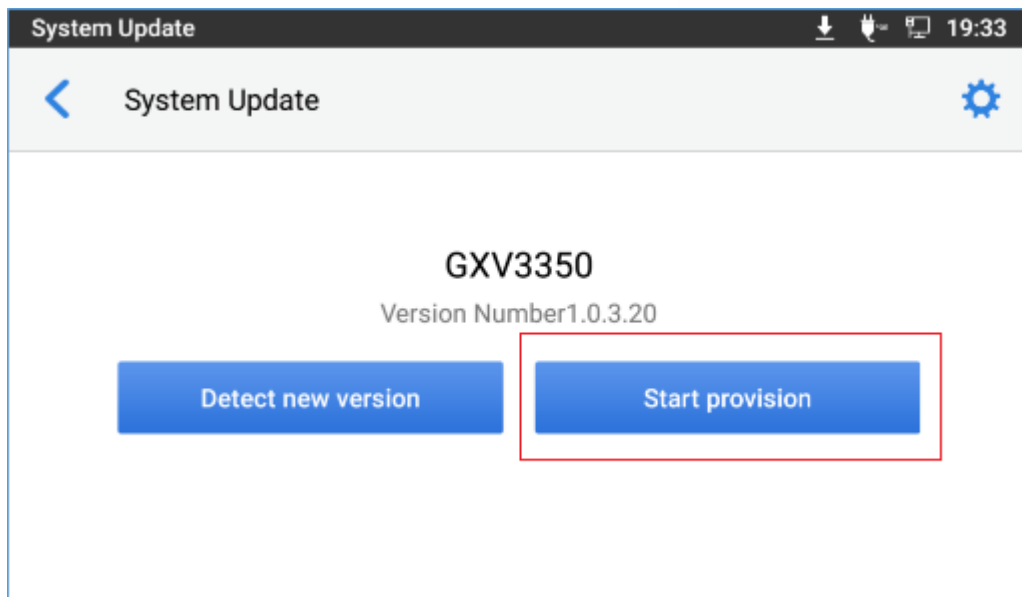 System Update 19:33
System Update
GXV3350
Version Number1.0.3.20
Detect new version Start provision